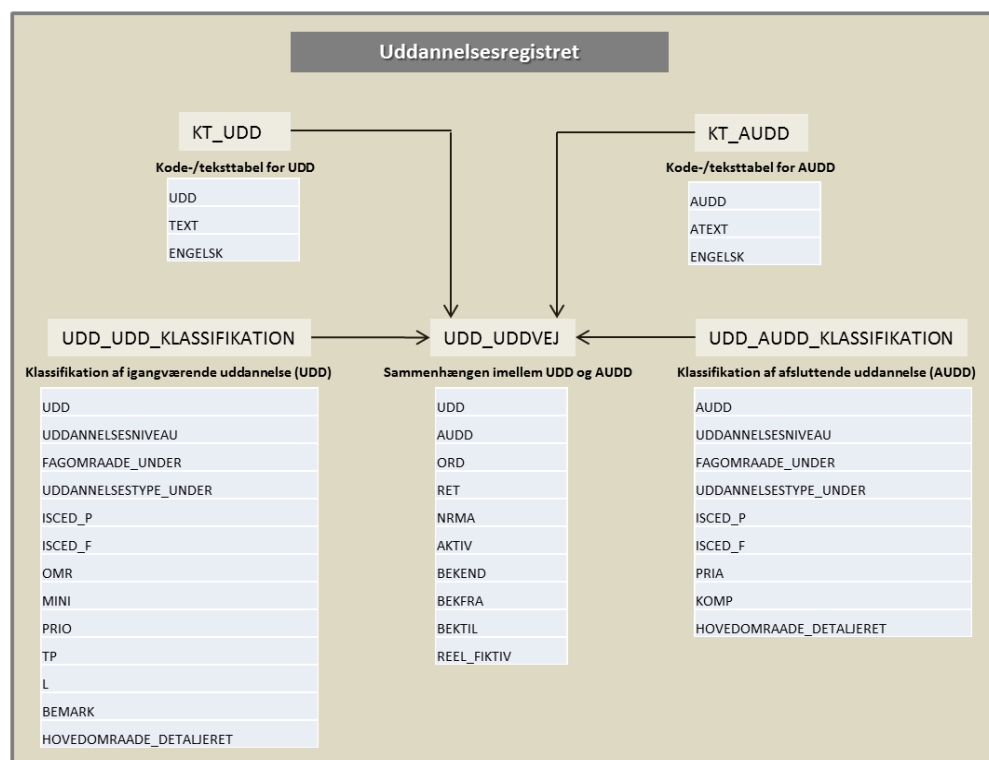 Uddannelsesregistret
KT_UDD
Kode-/teksttabel for UDD
UDD
TEXT
ENGELSK
KT_AUDD
Kode-/teksttabel for AUDD
AUDD
ATEXT
ENGELSK
UDD_UDD_KLASSIFIKATION
Klassifikation af igangværende uddannelse (UDD)
UDD
UDDANNELSESNIVEAU
FAGOMRAADE_UNDER
UDDANNELSESTYPE_UNDER
ISCED_P
ISCED_F
OMR
MINI
PRIO
TP
L
BEMARK
HOVEDOMRAADE_DETALJERET
UDD_UDDVEJ
Sammenhængen imellem UDD og AUDD
UDD
AUDD
ORD
RET
NRMA
AKTIV
BEKEND
BEKFRA
BEKTIL
REEL_FIKTIV
UDD_AUDD_KLASSIFIKATION
Klassifikation af afsluttende uddannelse (AUDD)
AUDD
UDDANNELSESNIVEAU
FAGOMRAADE_UNDER
UDDANNELSESTYPE_UNDER
ISCED_P
ISCED_F
PRIA
KOMP
HOVEDOMRAADE_DETALJERET